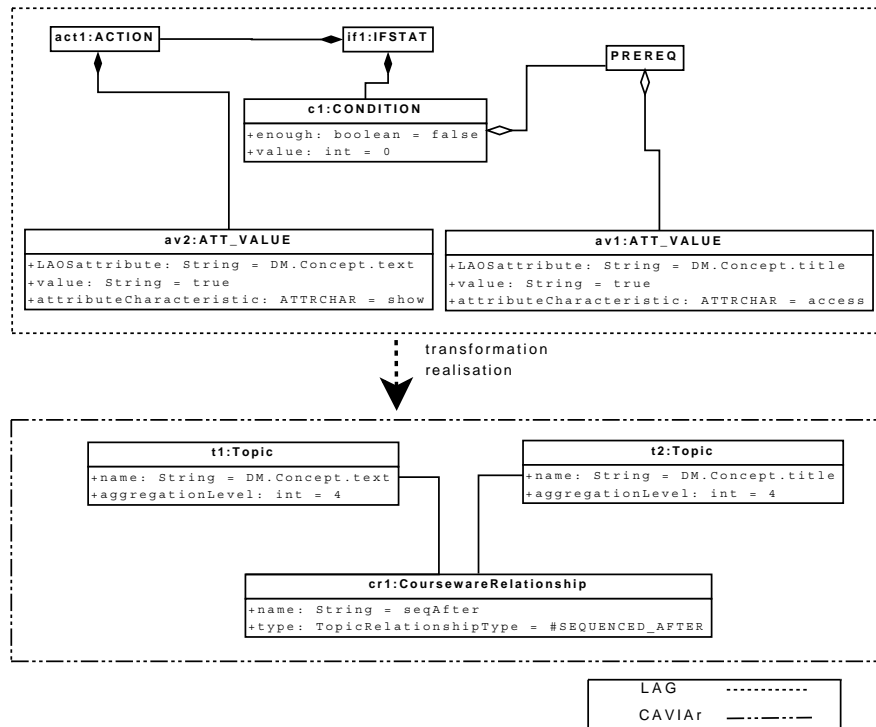 act1:ACTION
if1:IFSTAT
PREREQ
c1:CONDITION
+enough: boolean = false
+value: int = 0
av2:ATT_VALUE
+LAOSattribute: String = DM.Concept.text
+value: String = true
+attributeCharacteristic: ATTRCHAR = show
av1:ATT_VALUE
+LAOSattribute: String = DM.Concept.title
+value: String = true
+attributeCharacteristic: ATTRCHAR = access
transformation
realisation
t1:Topic
+name: String = DM.Concept.text
+aggregationLevel: int = 4
t2:Topic
+name: String = DM.Concept.title
+aggregationLevel: int = 4
cr1:CoursewareRelationship
+name: String = seqAfter
+type: TopicRelationshipType = #SEQUENCED_AFTER
LAG
CAVIAr